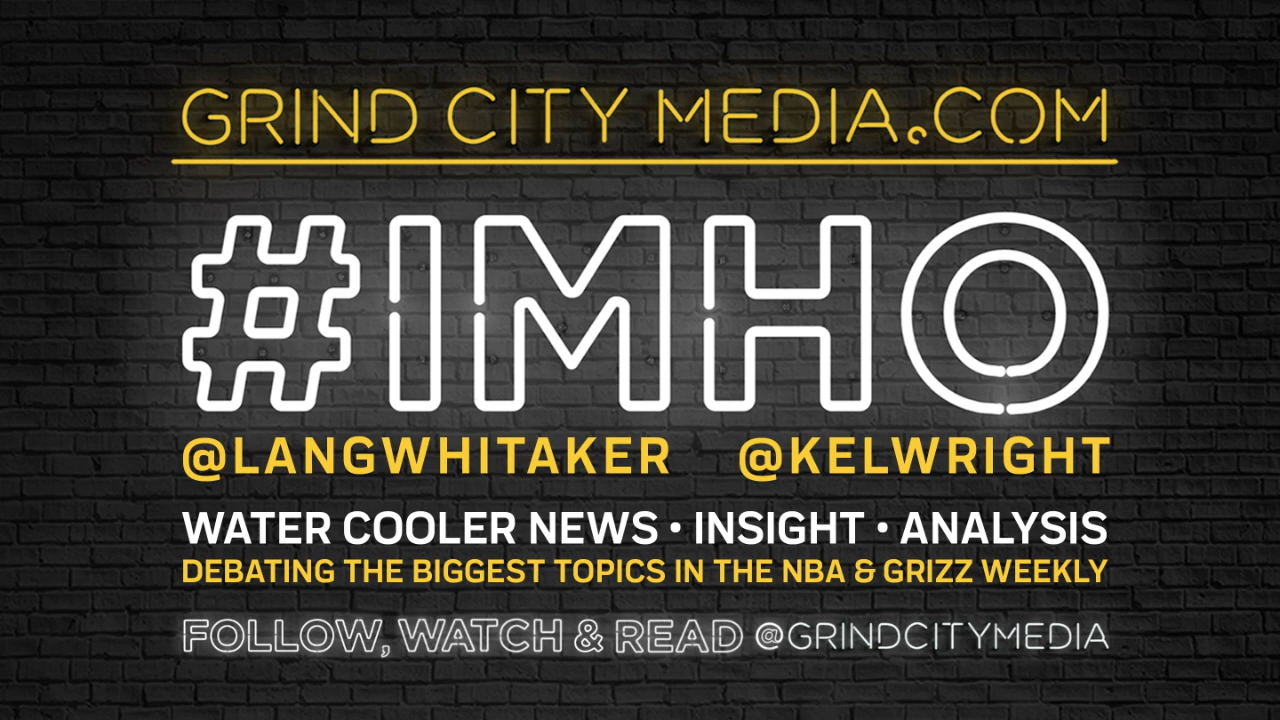 GRIND CITY MEDIA.COM
#IMHO
@LANGWHITAKER @KELWRIGHT
WATER COOLER NEWS • INSIGHT • ANALYSIS
DEBATING THE BIGGEST TOPICS IN THE NBA & GRIZZ WEEKLY
FOLLOW, WATCH & READ @GRINDCITYMEDIA